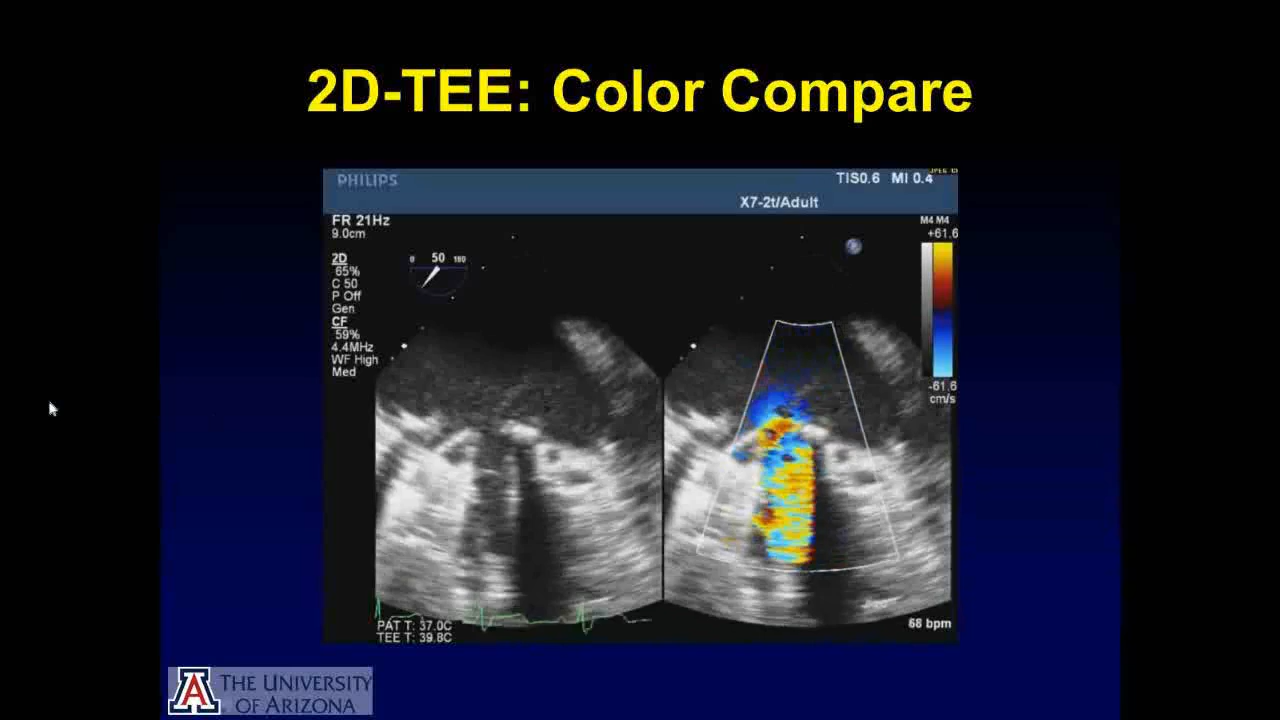 2D-TEE: Color Compare
PHILIPS
TIS0.6 MI 0.4
X7-2t/Adult
FR 21Hz
9.0cm
M4 M4
+61.6
2D
65%
C 50
P Off
Gen
CF
59%
4.4MHz
WF High
Med
0 50 180
-61.6
cm/s
PAT T: 37.0C
TEE T: 39.8C
68 bpm
A
THE UNIVERSITY
OF ARIZONA